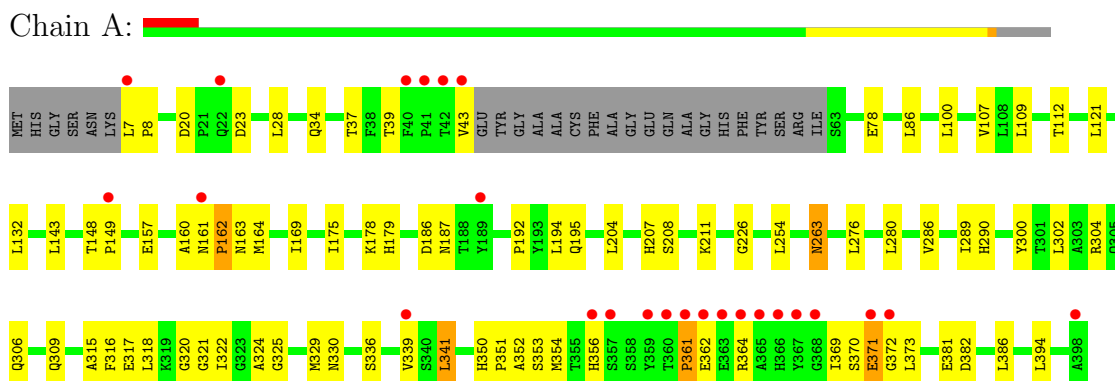 Chain A:
MET HIS GLY SER ASN LYS L7 P8 D20 P21 Q22 D23 L28 Q34 T37 F38 T39 F40 P41 T42 V43 GLU TYR GLY ALA ALA CYS PHE ALA GLY GLU GLN ALA GLY HIS PHE TYR SER ARG ILE S63 E78 L86 L100 V107 L108 L109 T112 L121
L132 L143 T148 P149 E157 A160 N161 P162 N163 M164 I169 I175 K178 H179 D186 N187 T188 Y189 P192 Y193 L194 Q195 L204 H207 S208 K211 G226 L254 N263 L276 L280 V286 I289 H290 Y300 T301 L302 A303 R304 Q305
Q306 Q309 A315 F316 E317 L318 K319 G320 G321 I322 G323 A324 G325 M329 N330 S336 V339 S340 L341 H350 P351 A352 S353 M354 T355 H356 S357 S358 Y359 T360 P361 E362 E363 R364 A365 H366 Y367 G368 I369 S370 E371 G372 L373 E381 D382 L386 L394 A398